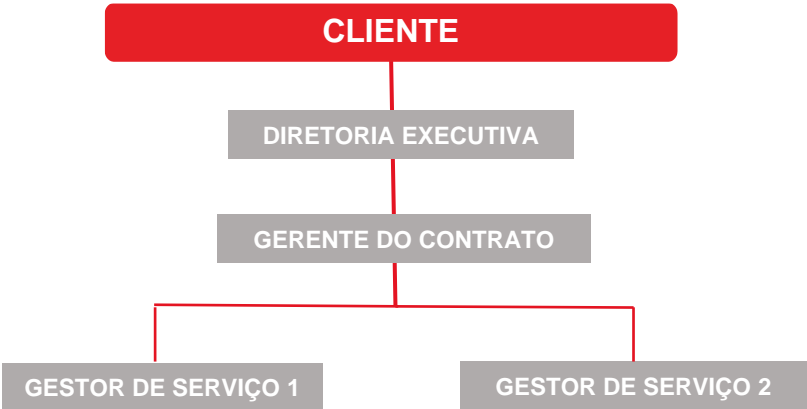 CLIENTE
DIRETORIA EXECUTIVA
GERENTE DO CONTRATO
GESTOR DE SERVIÇO 1
GESTOR DE SERVIÇO 2